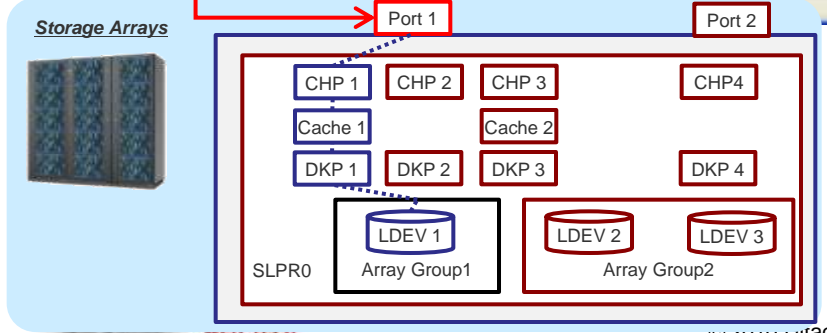 Port 1
Port 2
Storage Arrays
CHP 1
CHP 2
CHP 3
CHP4
Cache 1
Cache 2
DKP 1
DKP 2
DKP 3
DKP 4
LDEV 1
LDEV 2
LDEV 3
SLPR0
Array Group1
Array Group2